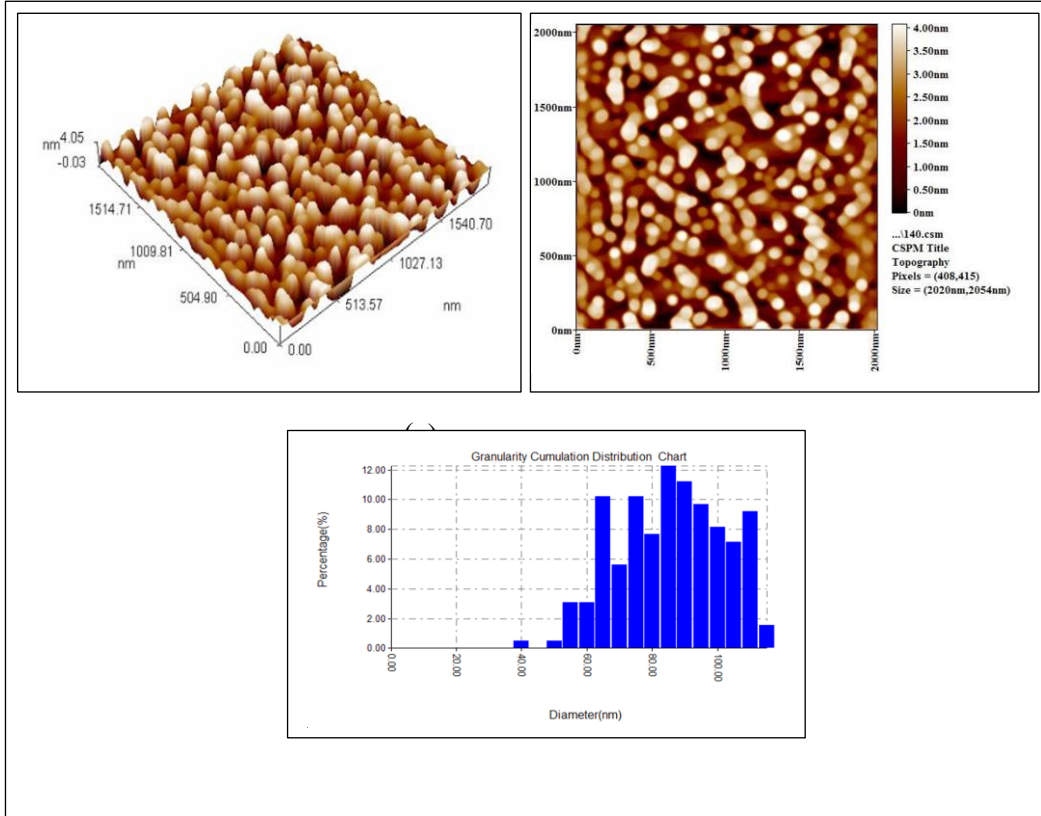 nm 4.05
-0.03
1514.71
1009.81
nm
504.90
0.00
0.00
513.57
1027.13
1540.70
nm
2000nm
1500nm
1000nm
500nm
0nm
0nm
500nm
1000nm
1500nm
2000nm
4.00nm
3.50nm
3.00nm
2.00nm
1.50nm
1.00nm
0.50nm
0nm
...\140.csm
CSPM Title
Topography
Pixels = (408,415)
Size = (2020nm,2054nm)
Granularity Cumulation Distribution Chart
Percentage(%)
12.00
10.00
8.00
6.00
4.00
2.00
0.00
0.00
20.00
40.00
60.00
80.00
100.00
Diameter(nm)